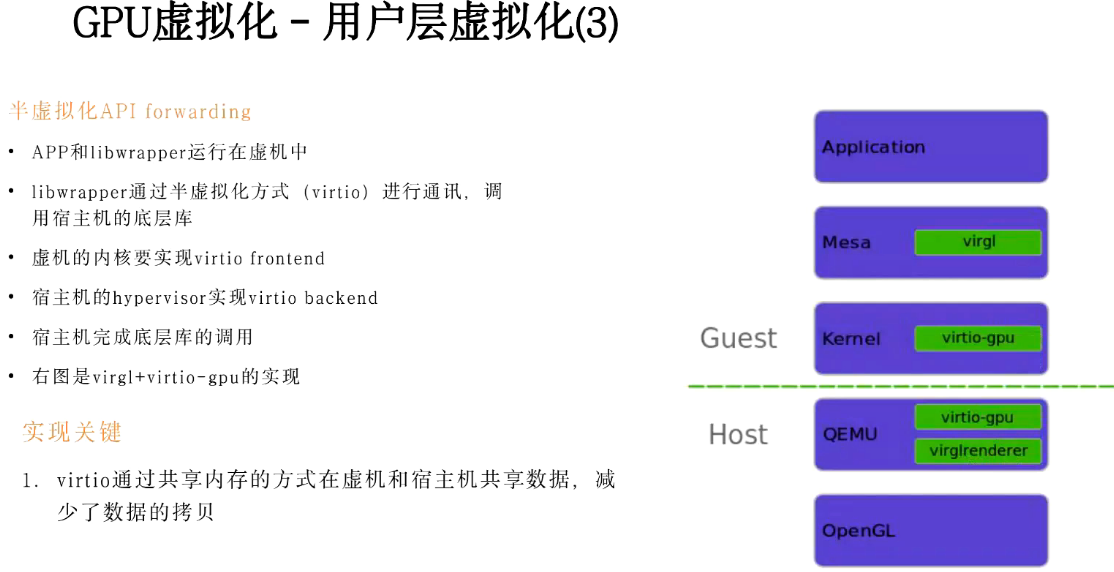 GPU虚拟化 - 用户层虚拟化(3)
半虚拟化API forwarding
• APP和libwrapper运行在虚机中
• libwrapper通过半虚拟化方式（virtio）进行通讯，调
用宿主机的底层库
• 虚机的内核要实现virtio frontend
• 宿主机的hypervisor实现virtio backend
• 宿主机完成底层库的调用
• 右图是virgl+virtio-gpu的实现
实现关键
1. virtio通过共享内存的方式在虚机和宿主机共享数据，减
少了数据的拷贝
Application
Mesa
virgl
Guest
Kernel
virtio-gpu
Host
QEMU
virtio-gpu
virglrenderer
OpenGL